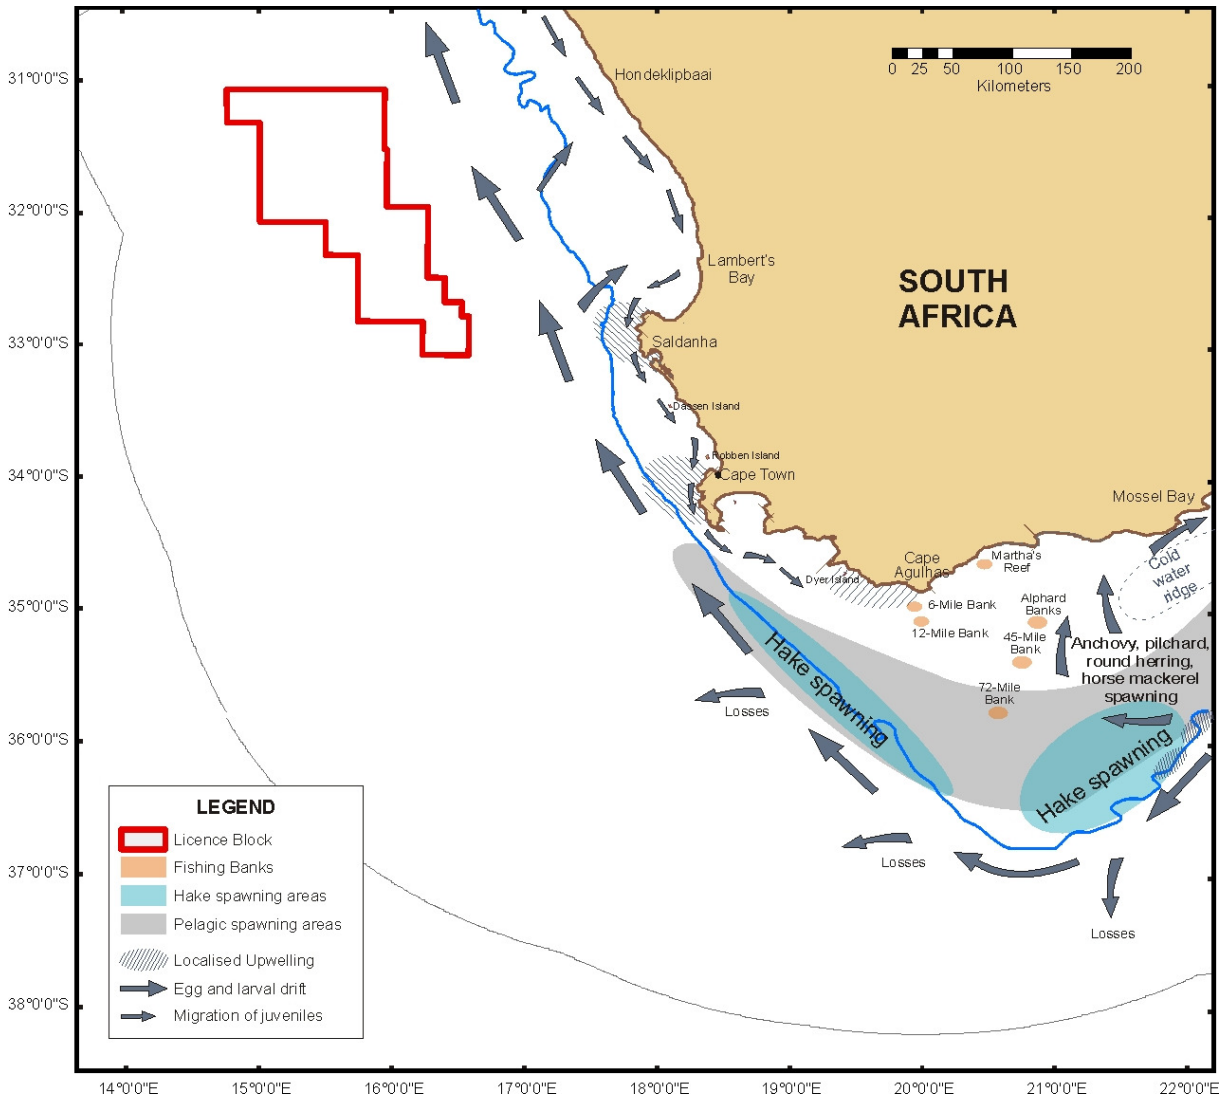 31°0'0"S
32°0'0"S
33°0'0"S
34°0'0"S
35°0'0"S
36°0'0"S
37°0'0"S
38°0'0"S
Hondeklipbaai
0 25 50 100 150 200
Kilometers
Lambert's
Bay
SOUTH
AFRICA
Saldanha
Dassen Island
Robben Island
Cape Town
Mossel Bay
Cape
Agulhas
Martha's
Reef
Cold
water
ridge
Dyer Island
6-Mile Bank
Alphard
Banks
12-Mile Bank
45-Mile
Bank
Anchovy, pilchard,
round herring,
horse mackerel
spawning
72-Mile
Bank
Hake spawning
Hake spawning
Losses
Losses
Losses
LEGEND
Licence Block
Fishing Banks
Hake spawning areas
Pelagic spawning areas
Localised Upwelling
Egg and larval drift
Migration of juveniles
14°0'0"E
15°0'0"E
16°0'0"E
17°0'0"E
18°0'0"E
19°0'0"E
20°0'0"E
21°0'0"E
22°0'0"E